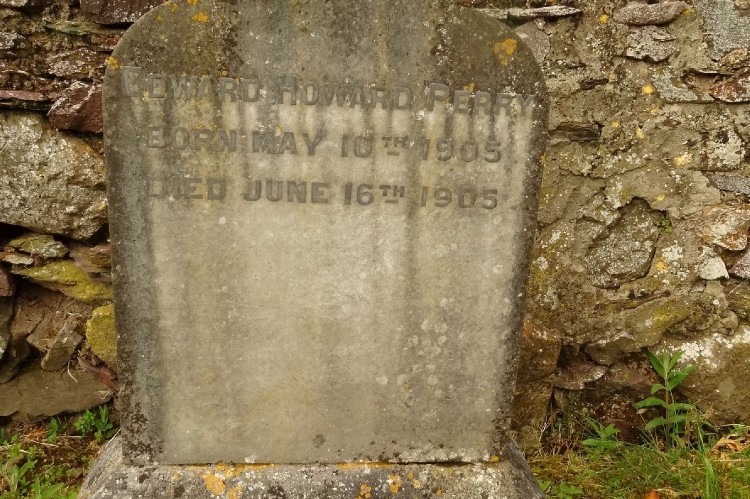 EDWARD HOWARD PERRY
BORN MAY 10TH 1905
DIED JUNE 16TH 1905